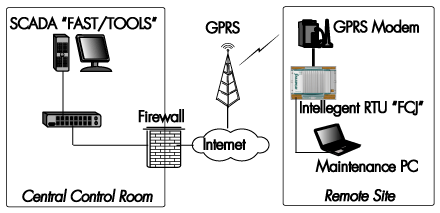 SCADA "FAST/TOOLS"
GPRS
GPRS Modem
Firewall
Intellegent RTU "FCJ"
Internet
Maintenance PC
Central Control Room
Remote Site